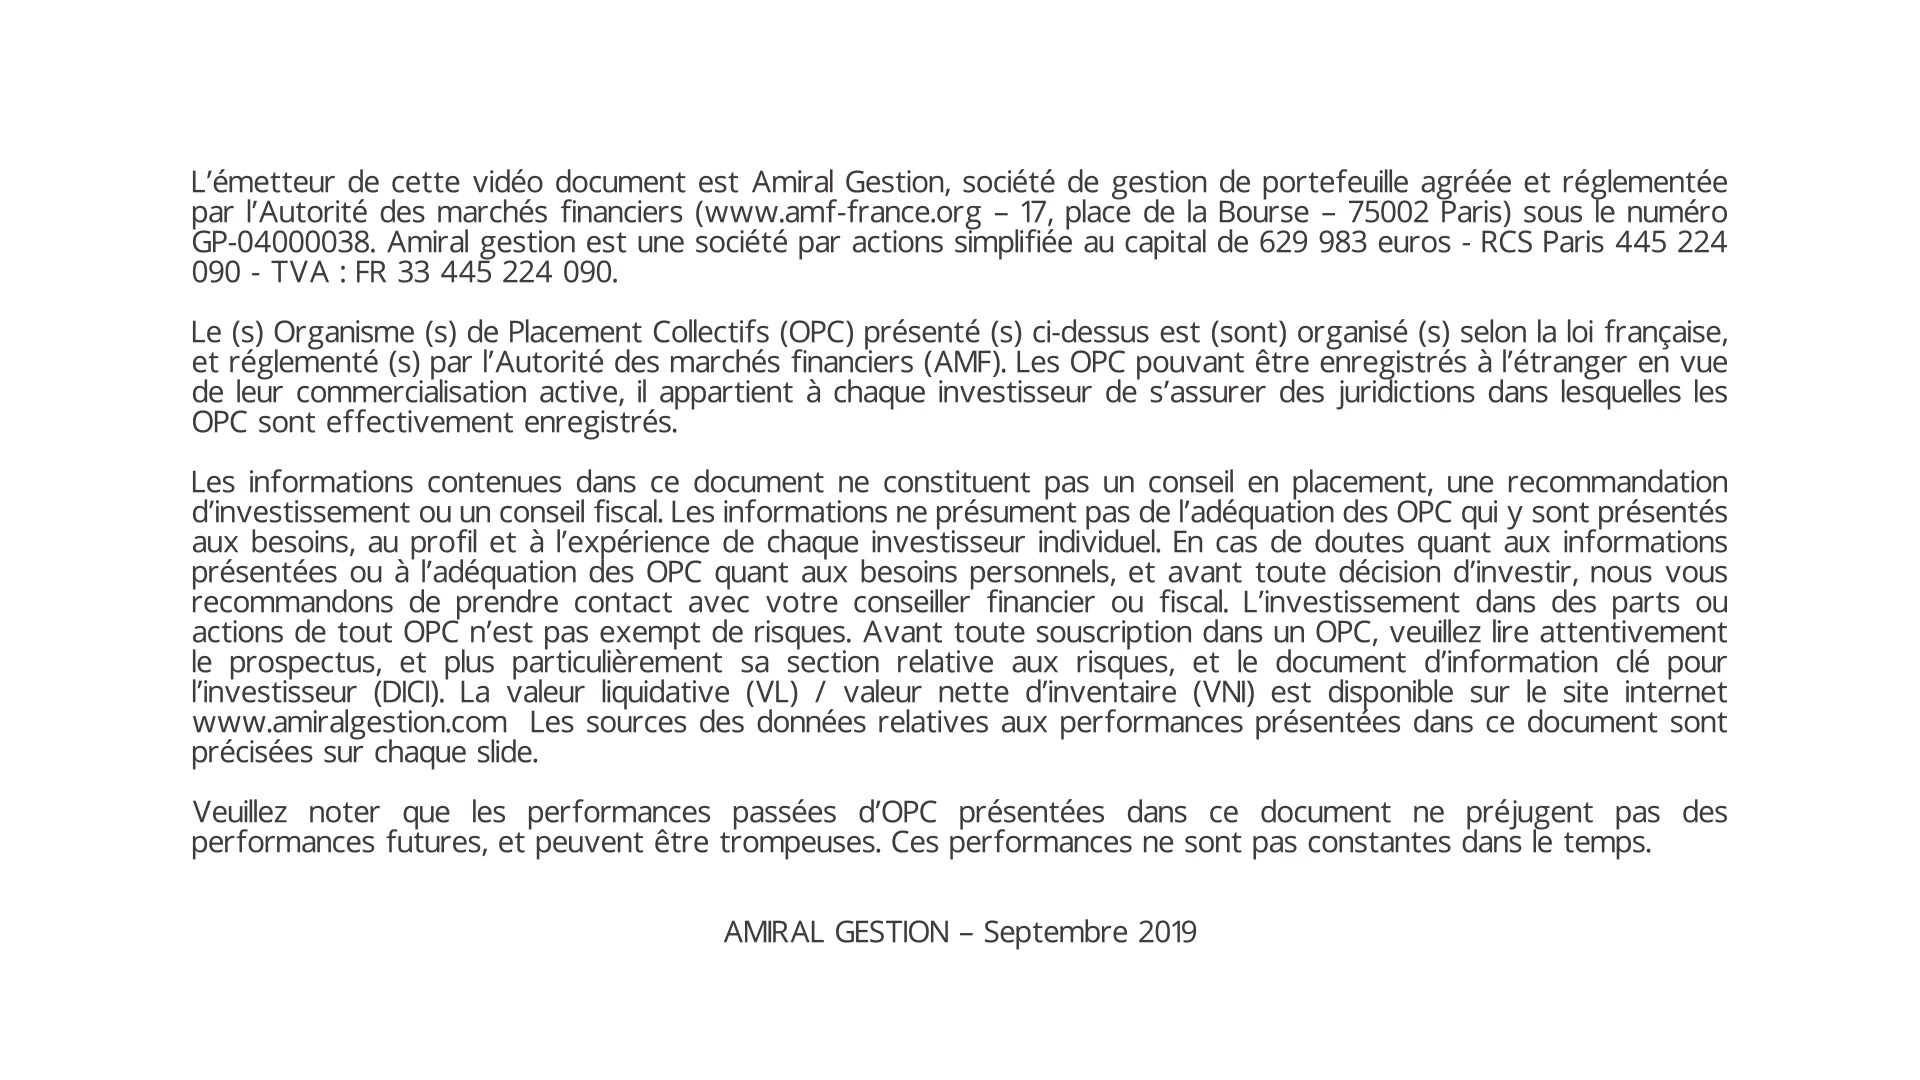 L’émetteur de cette vidéo document est Amiral Gestion, société de gestion de portefeuille agréée et réglementée
par l’Autorité des marchés financiers (www.amf-france.org – 17, place de la Bourse – 75002 Paris) sous le numéro
GP-04000038. Amiral gestion est une société par actions simplifiée au capital de 629 983 euros - RCS Paris 445 224
090 - TVA : FR 33 445 224 090.
Le (s) Organisme (s) de Placement Collectifs (OPC) présenté (s) ci-dessus est (sont) organisé (s) selon la loi française,
et réglementé (s) par l’Autorité des marchés financiers (AMF). Les OPC pouvant être enregistrés à l’étranger en vue
de leur commercialisation active, il appartient à chaque investisseur de s’assurer des juridictions dans lesquelles les
OPC sont effectivement enregistrés.
Les informations contenues dans ce document ne constituent pas un conseil en placement, une recommandation
d’investissement ou un conseil fiscal. Les informations ne présument pas de l’adéquation des OPC qui y sont présentés
aux besoins, au profil et à l’expérience de chaque investisseur individuel. En cas de doutes quant aux informations
présentées ou à l’adéquation des OPC quant aux besoins personnels, et avant toute décision d’investir, nous vous
recommandons de prendre contact avec votre conseiller financier ou fiscal. L’investissement dans des parts ou
actions de tout OPC n’est pas exempt de risques. Avant toute souscription dans un OPC, veuillez lire attentivement
le prospectus, et plus particulièrement sa section relative aux risques, et le document d’information clé pour
l’investisseur (DICI). La valeur liquidative (VL) / valeur nette d’inventaire (VNI) est disponible sur le site internet
www.amiralgestion.com Les sources des données relatives aux performances présentées dans ce document sont
précisées sur chaque slide.
Veuillez noter que les performances passées d’OPC présentées dans ce document ne préjugent pas des
performances futures, et peuvent être trompeuses. Ces performances ne sont pas constantes dans le temps.
AMIRAL GESTION – Septembre 2019